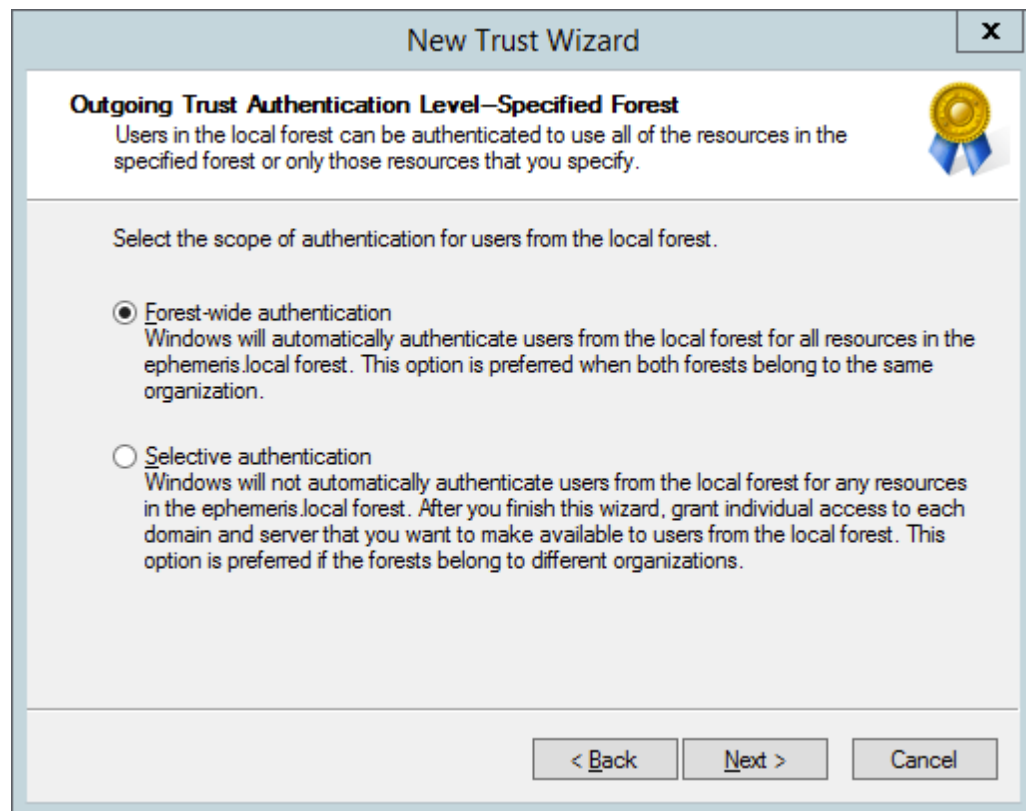 New Trust Wizard
x
Outgoing Trust Authentication Level–Specified Forest
Users in the local forest can be authenticated to use all of the resources in the
specified forest or only those resources that you specify.
Select the scope of authentication for users from the local forest.
Forest-wide authentication
Windows will automatically authenticate users from the local forest for all resources in the
ephemeris.local forest. This option is preferred when both forests belong to the same
organization.
Selective authentication
Windows will not automatically authenticate users from the local forest for any resources
in the ephemeris.local forest. After you finish this wizard, grant individual access to each
domain and server that you want to make available to users from the local forest. This
option is preferred if the forests belong to different organizations.
< Back
Next >
Cancel